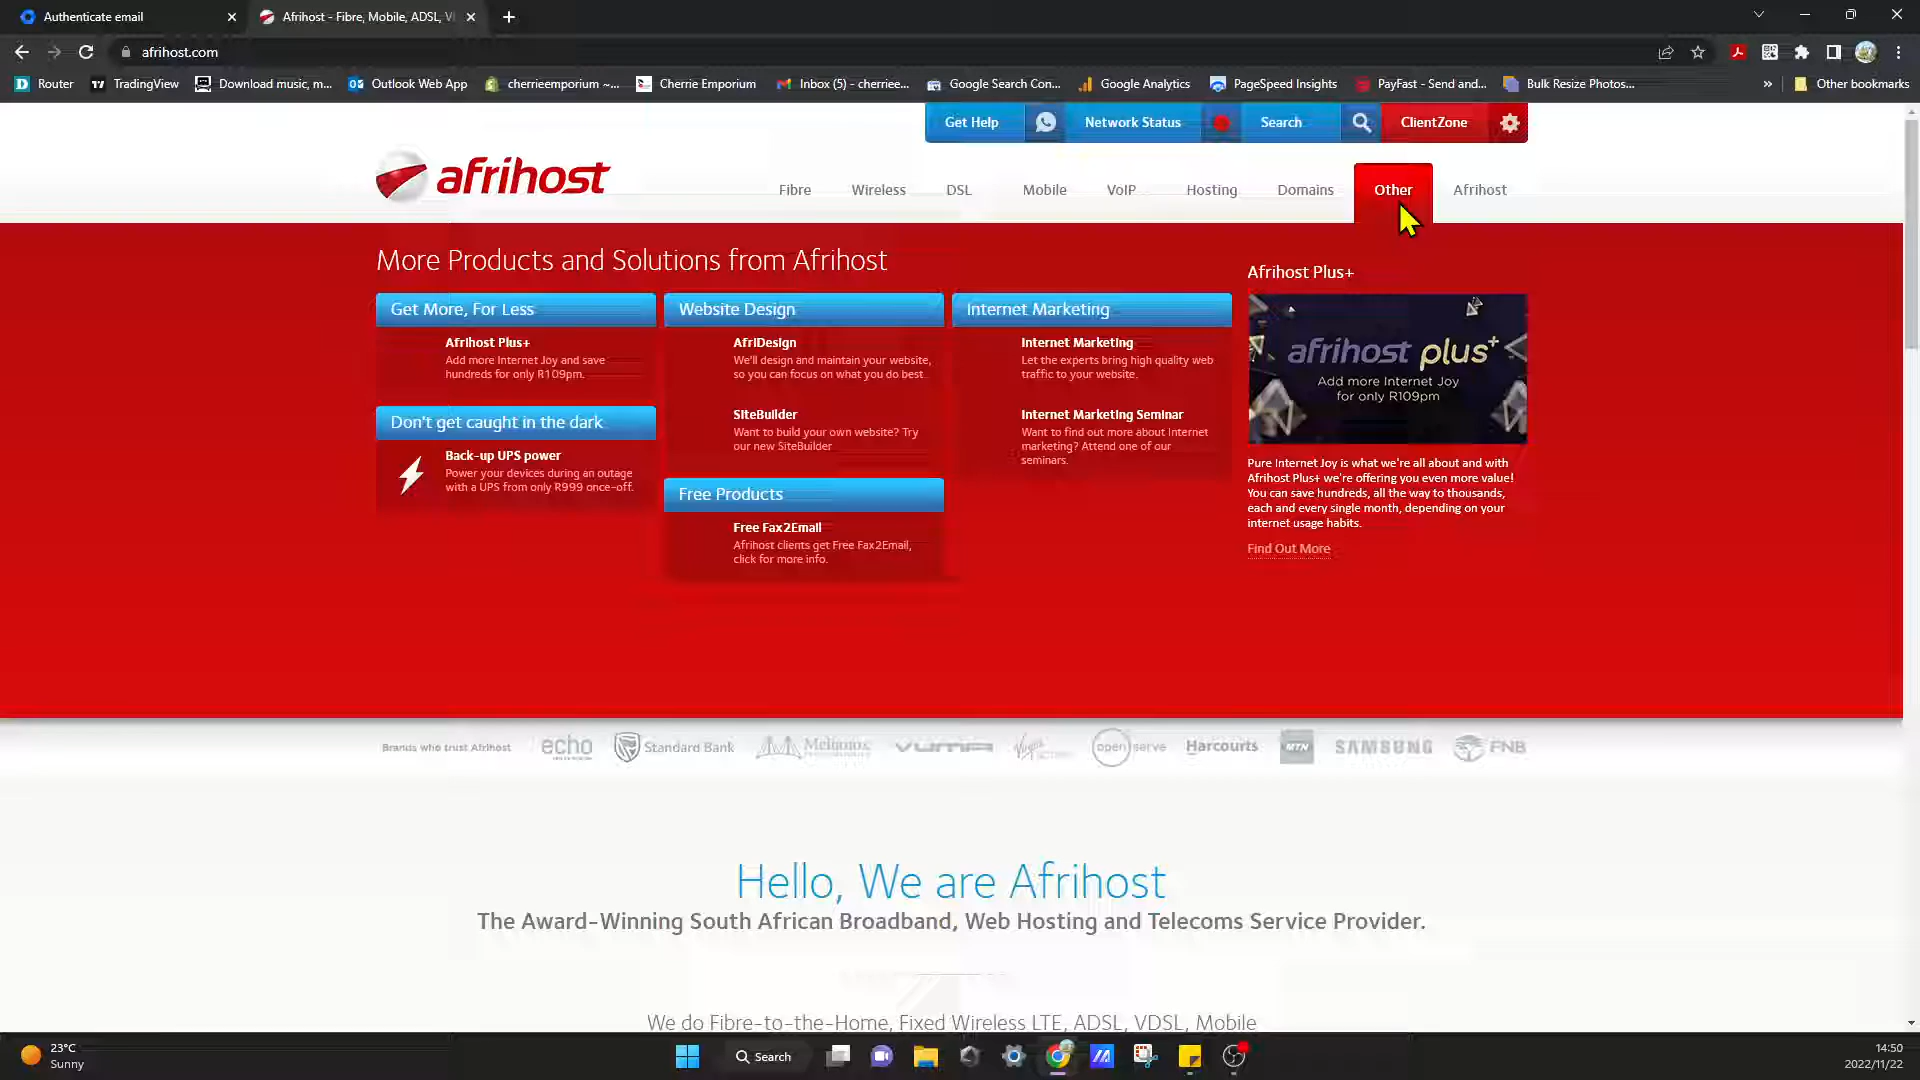 Authenticate email
Afrihost - Fibre, Mobile, ADSL, V
afrihost.com
Router
TradingView
Download music, m...
Outlook Web App
cherrieemporium ~...
Cherrie Emporium
Inbox (5) - cherriee...
Google Search Con...
Google Analytics
PageSpeed Insights
PayFast - Send and...
Bulk Resize Photos...
»
Other bookmarks
Get Help
Network Status
Search
ClientZone
afrihost
Fibre
Wireless
DSL
Mobile
VoIP
Hosting
Domains
Other
Afrihost
More Products and Solutions from Afrihost
Get More, For Less
Afrihost Plus+
Add more Internet Joy and save
hundreds for only R109pm.
Don't get caught in the dark
Back-up UPS power
Power your devices during an outage
with a UPS from only R999 once-off.
Website Design
AfriDesign
We'll design and maintain your website,
so you can focus on what you do best.
SiteBuilder
Want to build your own website? Try
our new SiteBuilder
Free Products
Free Fax2Email
Afrihost clients get Free Fax2Email,
click for more info.
Internet Marketing
Internet Marketing
Let the experts bring high quality web
traffic to your website.
Internet Marketing Seminar
Want to find out more about Internet
marketing? Attend one of our
seminars.
Afrihost Plus+
afrihost plus+
Add more Internet Joy
for only R109pm
Pure Internet Joy is what we're all about and with
Afrihost Plus+ we're offering you even more value!
You can save hundreds, all the way to thousands,
each and every single month, depending on your
internet usage habits.
Find Out More
Brands who trust Afrihost
echo
Standard Bank
Melinox
VUMA
Virgin
openserve
Harcourts
MTN
SAMSUNG
FNB
Hello, We are Afrihost
The Award-Winning South African Broadband, Web Hosting and Telecoms Service Provider.
We do Fibre-to-the-Home, Fixed Wireless LTE, ADSL, VDSL, Mobile
23°C
Sunny
Search
14:50
2022/11/22